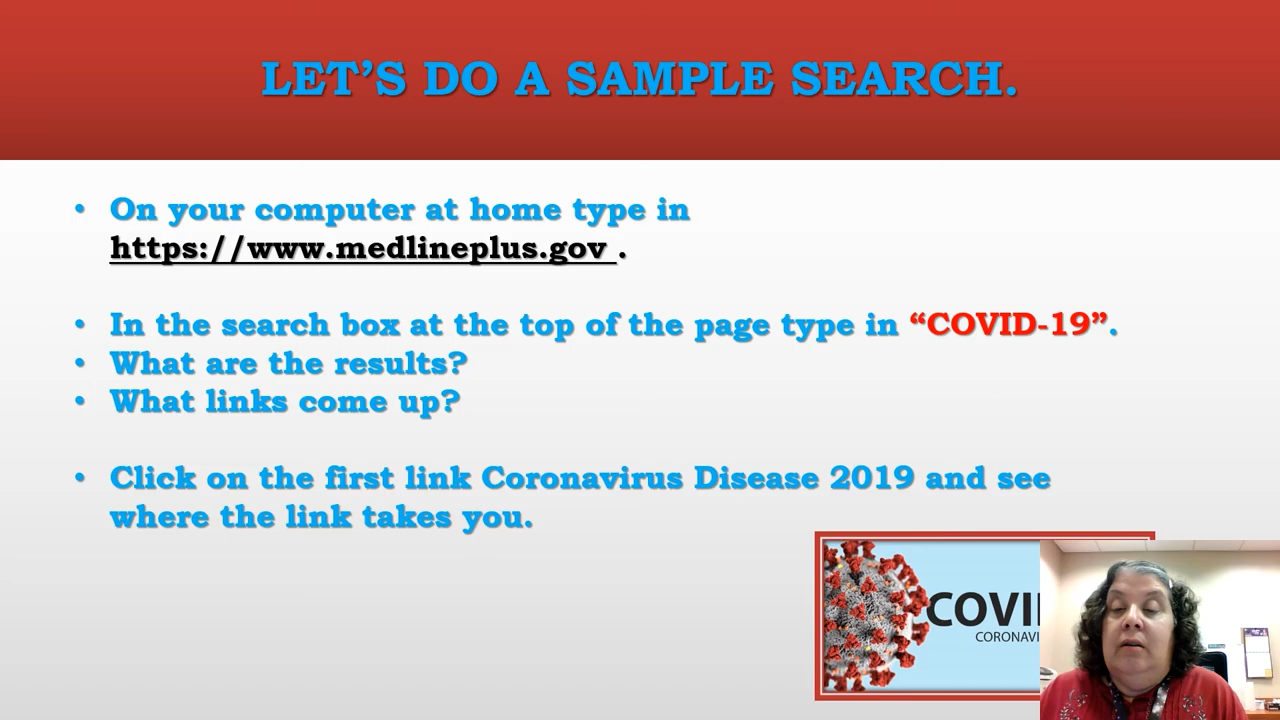 LET’S DO A SAMPLE SEARCH.
• On your computer at home type in
https://www.medlineplus.gov .
• In the search box at the top of the page type in “COVID-19”.
• What are the results?
• What links come up?
• Click on the first link Coronavirus Disease 2019 and see
where the link takes you.